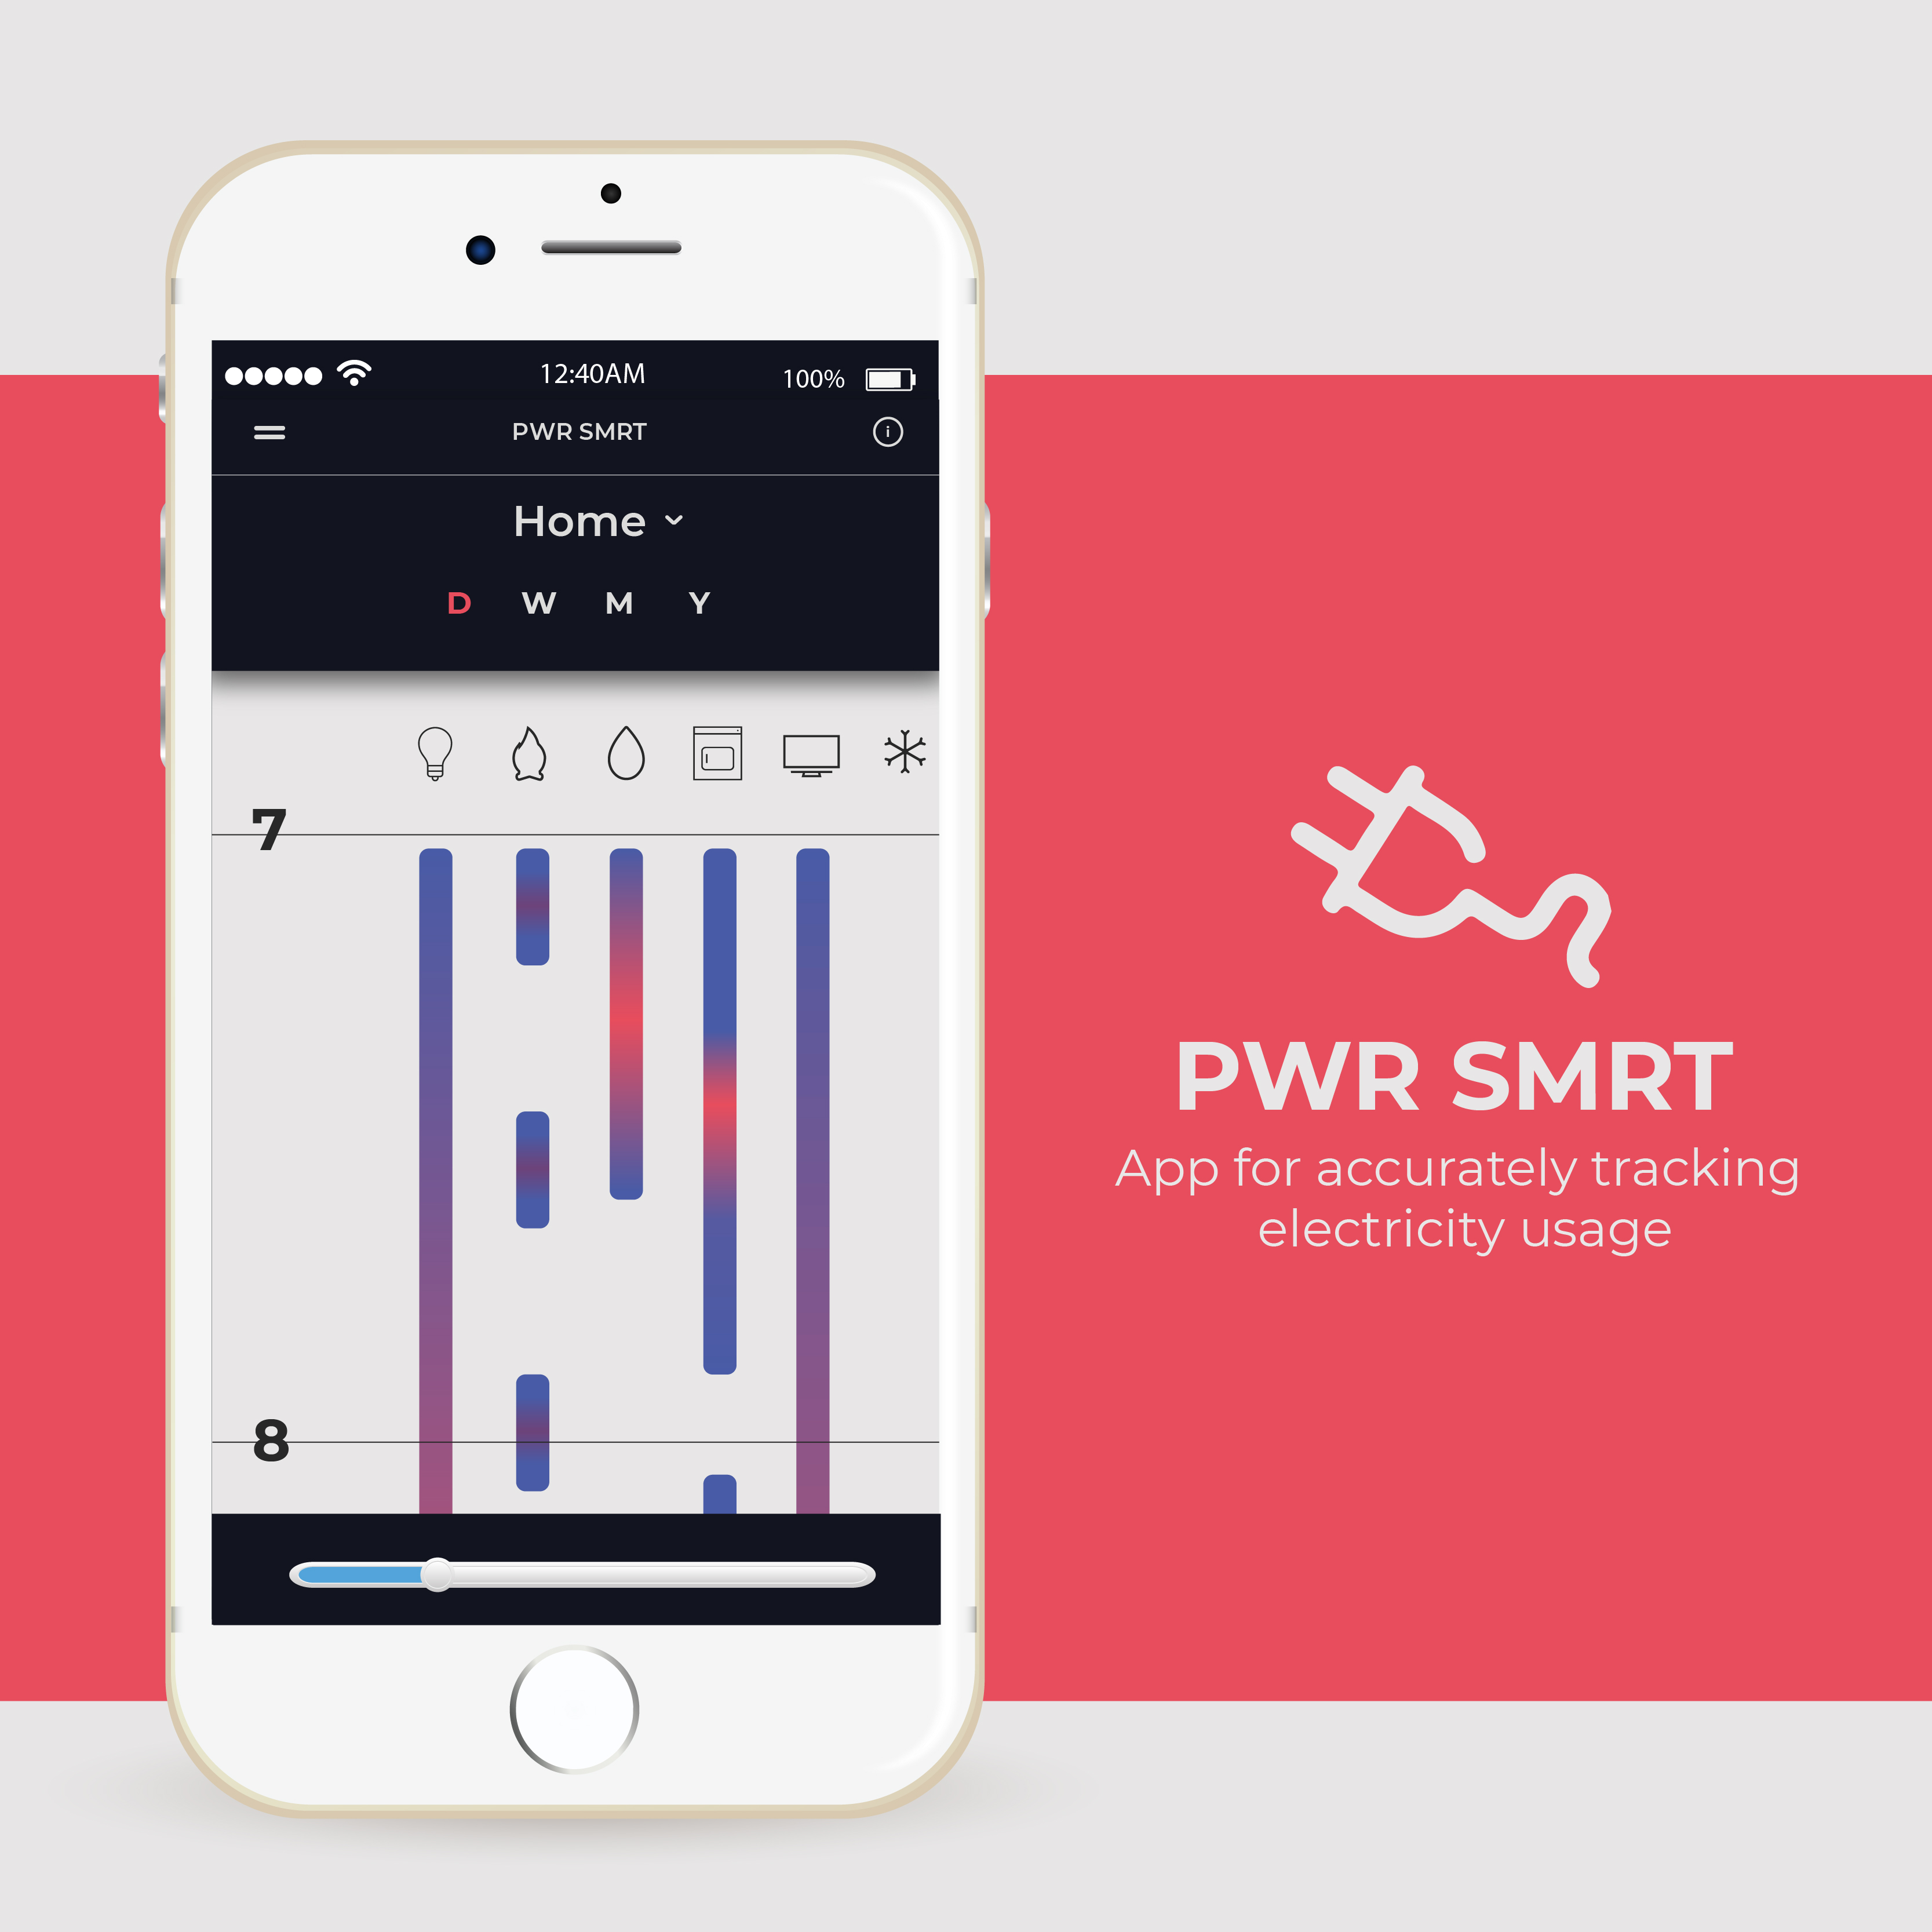 12:40AM 100%
PWR SMRT i
Home
D W M Y
7
8
PWR SMRT
App for accurately tracking
electricity usage